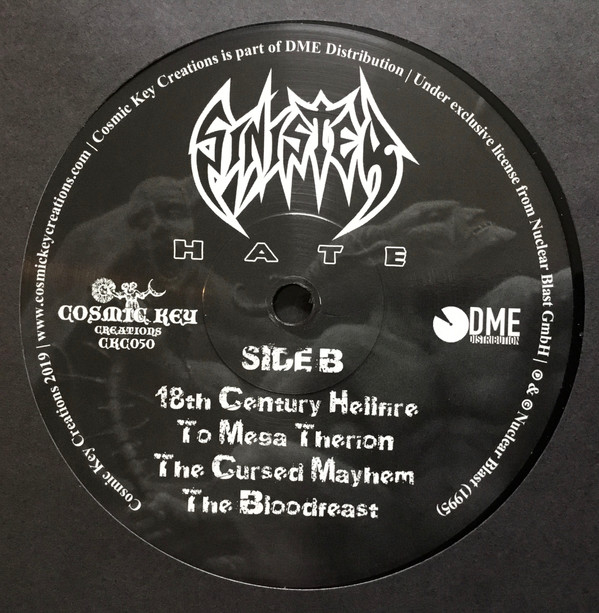 Cosmic Key Creations 2019 | www.cosmickeycreations.com | Cosmic Key Creations is part of DME Distribution | Under exclusive license from Nuclear Blast GmbH | ℗ & © Nuclear Blast (1995)
SINISTER
HATE
COSMIC KEY
CREATIONS
CKC050
DME
DISTRIBUTION
SIDE B
18th Century Hellfire
To Mega Therion
The Cursed Mayhem
The Bloodfeast